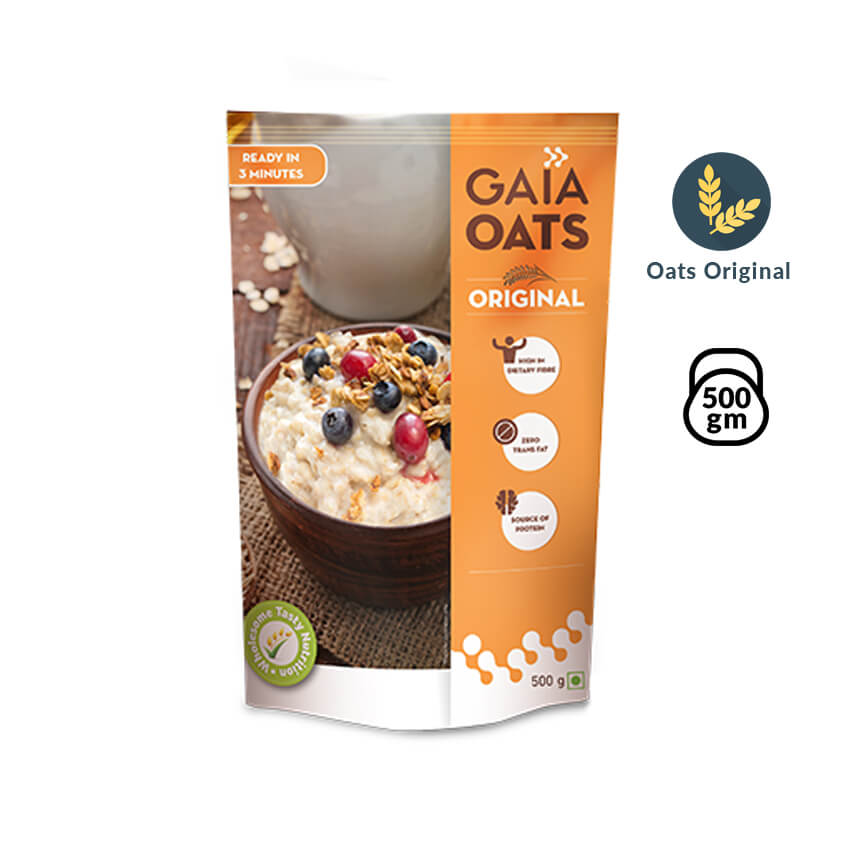 READY IN
3 MINUTES
GAIA
OATS
ORIGINAL
HIGH IN
DIETARY FIBRE
ZERO
TRANS FAT
SOURCE OF
PROTEIN
Wholesome Tasty Nutrition
500 g
Oats Original
500
gm